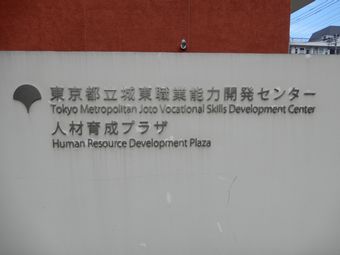 東京都立城東職業能力開発センター
Tokyo Metropolitan Joto Vocational Skills Development Center
人材育成プラザ
Human Resource Development Plaza